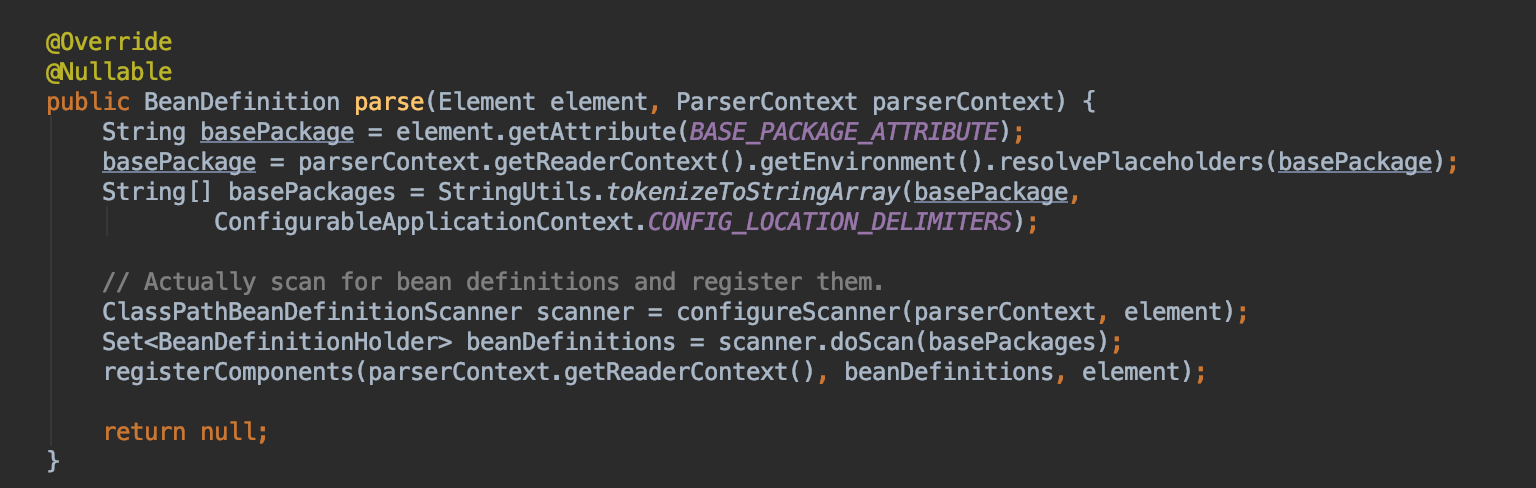 @Override
@Nullable
public BeanDefinition parse(Element element, ParserContext parserContext) {
String basePackage = element.getAttribute(BASE_PACKAGE_ATTRIBUTE);
basePackage = parserContext.getReaderContext().getEnvironment().resolvePlaceholders(basePackage);
String[] basePackages = StringUtils.tokenizeToStringArray(basePackage,
ConfigurableApplicationContext.CONFIG_LOCATION_DELIMITERS);
// Actually scan for bean definitions and register them.
ClassPathBeanDefinitionScanner scanner = configureScanner(parserContext, element);
Set<BeanDefinitionHolder> beanDefinitions = scanner.doScan(basePackages);
registerComponents(parserContext.getReaderContext(), beanDefinitions, element);
return null;
}